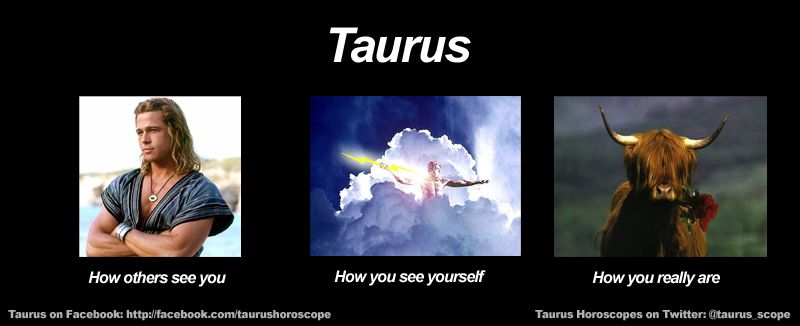 Taurus
How others see you
How you see yourself
How you really are
Taurus on Facebook: http://facebook.com/taurushoroscope
Taurus Horoscopes on Twitter: @taurus_scope